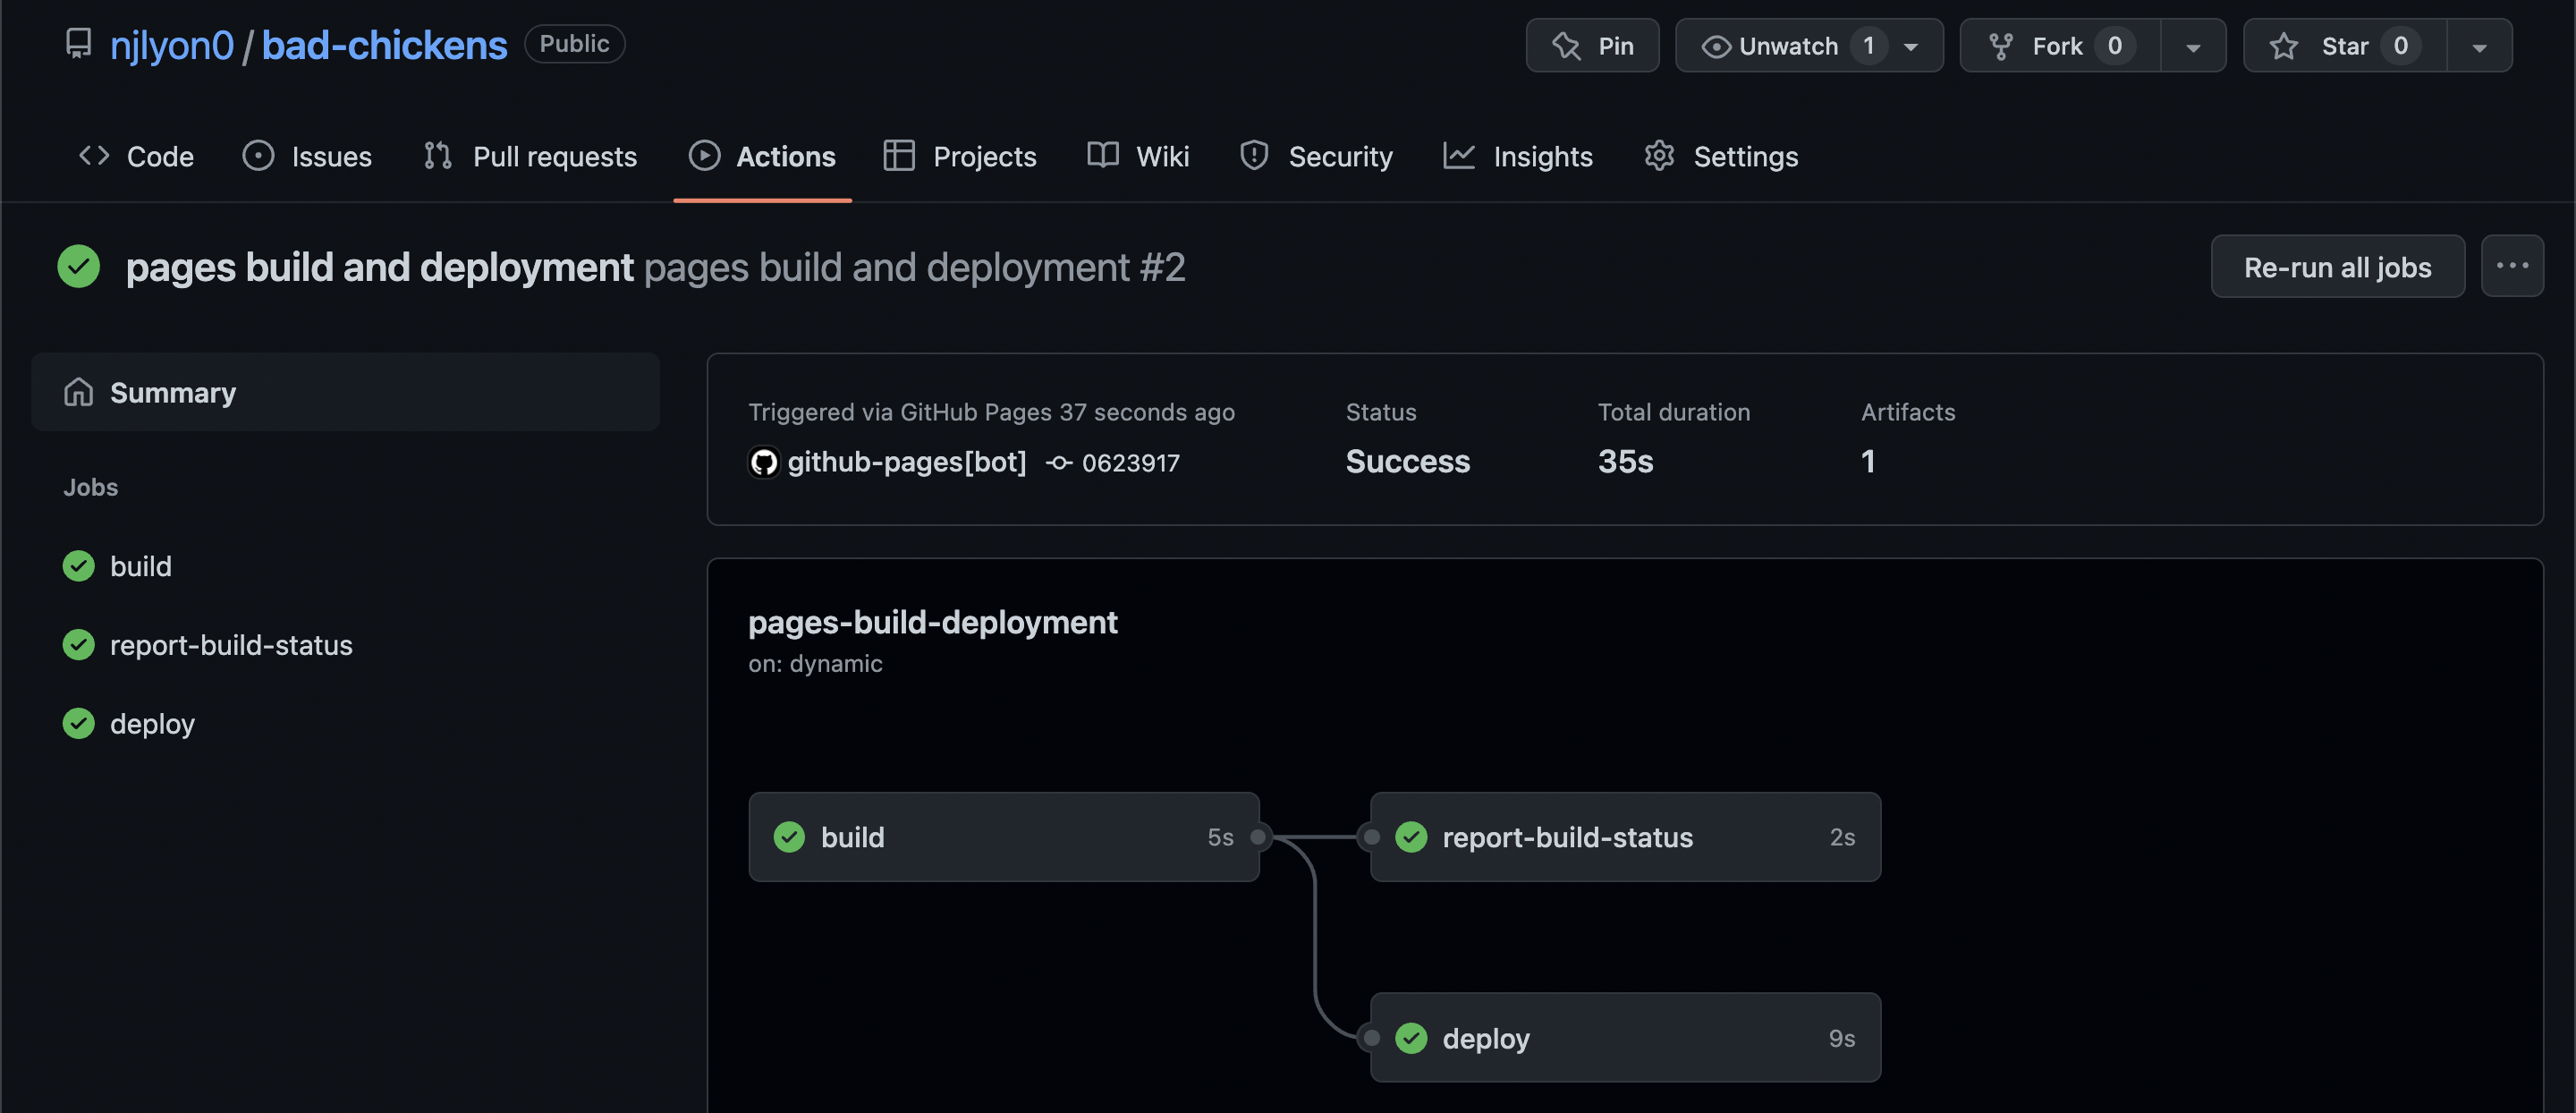 njlyon0 / bad-chickens Public Pin Unwatch 1 Fork 0 Star 0
Code Issues Pull requests Actions Projects Wiki Security Insights Settings
pages build and deployment pages build and deployment #2 Re-run all jobs ...
Summary
Jobs
build
report-build-status
deploy
Triggered via GitHub Pages 37 seconds ago Status Total duration Artifacts
github-pages[bot] 0623917 Success 35s 1
pages-build-deployment
on: dynamic
build 5s report-build-status 2s
deploy 9s